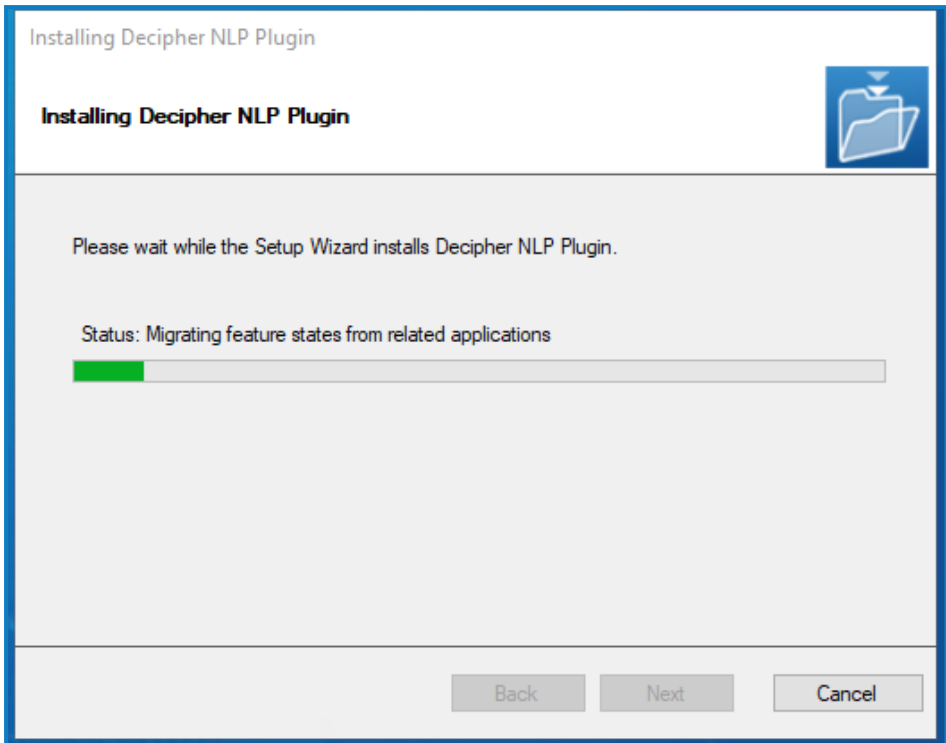 Installing Decipher NLP Plugin
Installing Decipher NLP Plugin
Please wait while the Setup Wizard installs Decipher NLP Plugin.
Status: Migrating feature states from related applications
Back Next Cancel